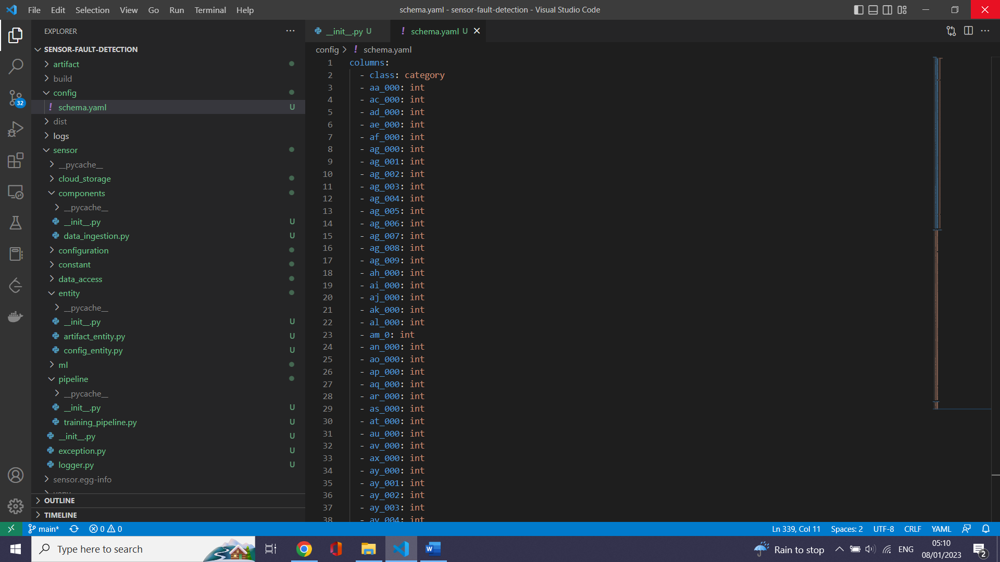 File Edit Selection View Go Run Terminal Help
schema.yaml - sensor-fault-detection - Visual Studio Code
EXPLORER
SENSOR-FAULT-DETECTION
artifact
build
config
schema.yaml U
dist
logs
sensor
__pycache__
cloud_storage
components
__pycache__
__init__.py U
data_ingestion.py U
configuration
constant
data_access
entity
__pycache__
__init__.py U
artifact_entity.py U
config_entity.py U
ml
pipeline
__pycache__
__init__.py U
training_pipeline.py U
__init__.py U
exception.py U
logger.py U
sensor.egg-info
venv
OUTLINE
TIMELINE
32
__init__.py U
schema.yaml U
config > ! schema.yaml
1 columns:
2 - class: category
3 - aa_000: int
4 - ac_000: int
5 - ad_000: int
6 - ae_000: int
7 - af_000: int
8 - ag_000: int
9 - ag_001: int
10 - ag_002: int
11 - ag_003: int
12 - ag_004: int
13 - ag_005: int
14 - ag_006: int
15 - ag_007: int
16 - ag_008: int
17 - ag_009: int
18 - ah_000: int
19 - ai_000: int
20 - aj_000: int
21 - ak_000: int
22 - al_000: int
23 - am_0: int
24 - an_000: int
25 - ao_000: int
26 - ap_000: int
27 - aq_000: int
28 - ar_000: int
29 - as_000: int
30 - at_000: int
31 - au_000: int
32 - av_000: int
33 - ax_000: int
34 - ay_000: int
35 - ay_001: int
36 - ay_002: int
37 - ay_003: int
38 - ay_004: int
main* 0 0
Ln 339, Col 11 Spaces: 2 UTF-8 CRLF YAML
Type here to search
Rain to stop
ENG
05:10
08/01/2023
2